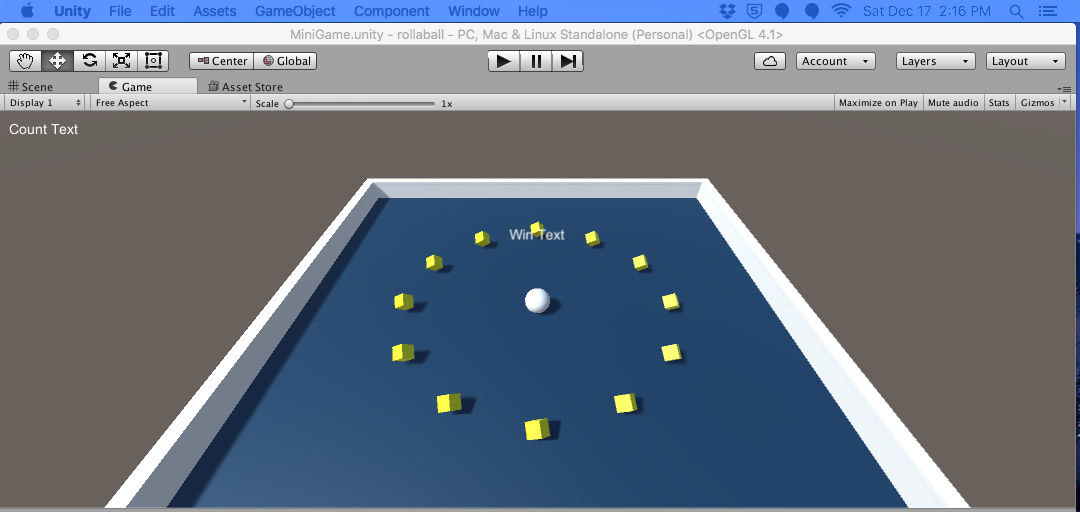 Unity File Edit Assets GameObject Component Window Help Sat Dec 17 2:16 PM
MiniGame.unity - rollaball - PC, Mac & Linux Standalone (Personal) <OpenGL 4.1>
Center Global Account Layers Layout
Scene Game Asset Store
Display 1 Free Aspect Scale 1x Maximize on Play Mute audio Stats Gizmos
Count Text
Win Text